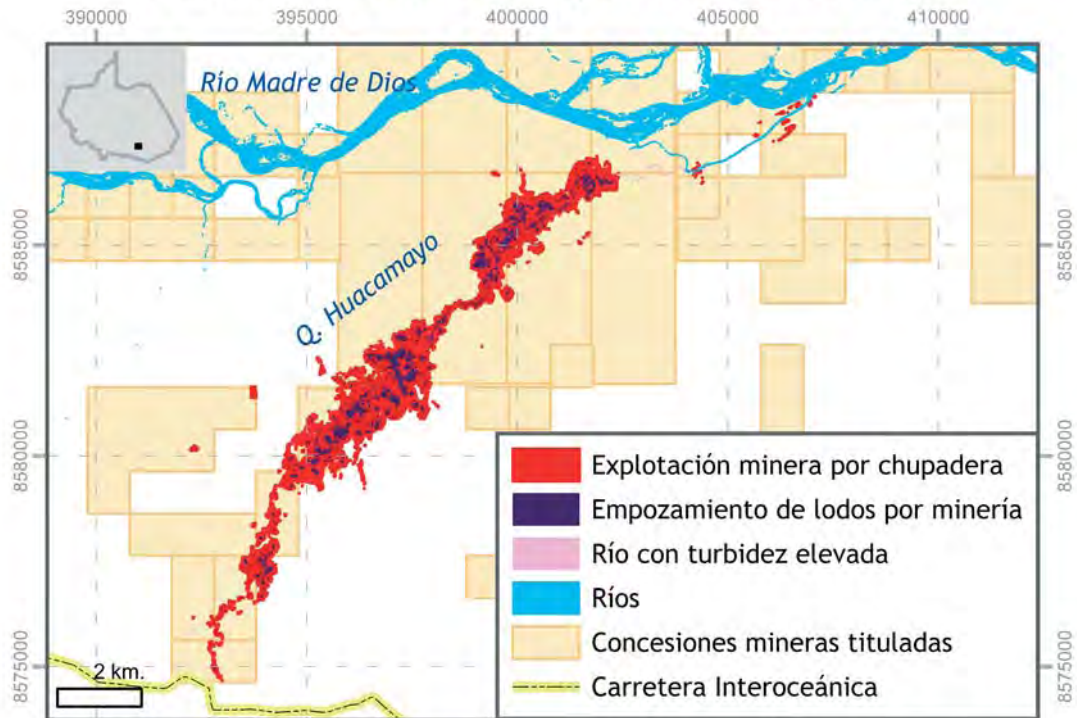 390000
395000
400000
405000
410000
Río Madre de Dios
8585000
8585000
Q. Huacamayo
8580000
8580000
Explotación minera por chupadera
Empozamiento de lodos por minería
Río con turbidez elevada
Ríos
Concesiones mineras tituladas
Carretera Interoceánica
8575000
8575000
2 km.